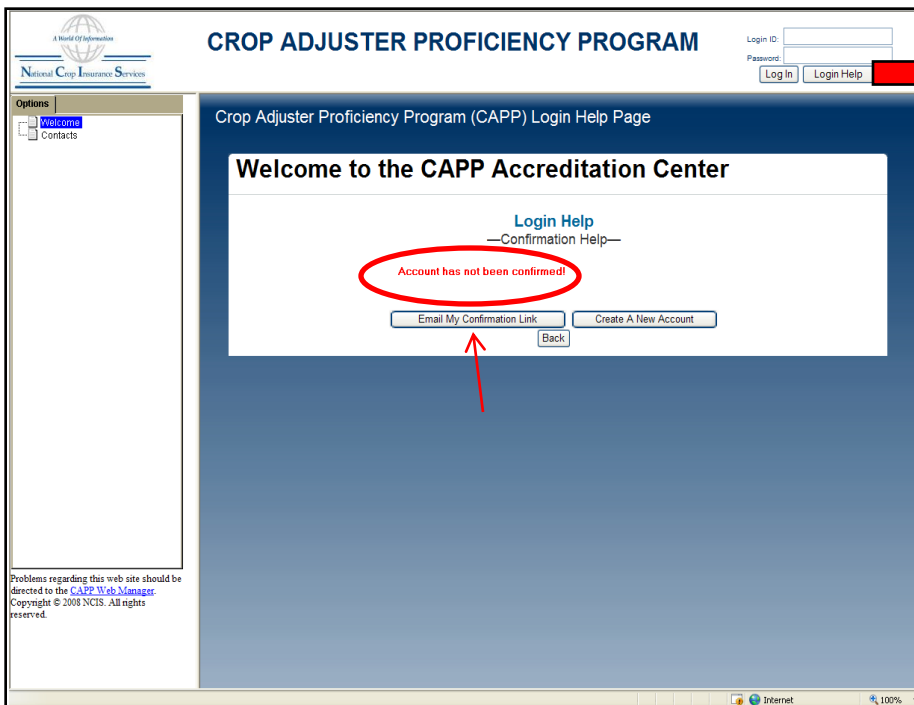 A World Of Information
National Crop Insurance Services
CROP ADJUSTER PROFICIENCY PROGRAM
Login ID:
Password:
Log In
Login Help
Options
Welcome
Contacts
Crop Adjuster Proficiency Program (CAPP) Login Help Page
Welcome to the CAPP Accreditation Center
Login Help
—Confirmation Help—
Account has not been confirmed!
Email My Confirmation Link
Create A New Account
Back
Problems regarding this web site should be
directed to the CAPP Web Manager.
Copyright © 2008 NCIS. All rights
reserved.
Internet
100%